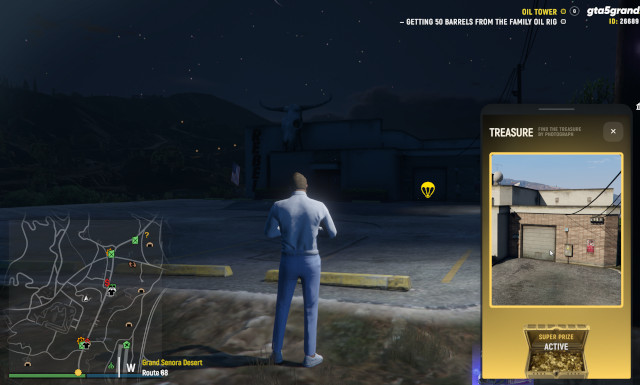 OIL TOWER
gta5grand
– GETTING 50 BARRELS FROM THE FAMILY OIL RIG
ID: 26689
TREASURE
FIND THE TREASURE
BY PHOTOGRAPH
SUPER PRIZE
ACTIVE
W
Grand Senora Desert
Route 68